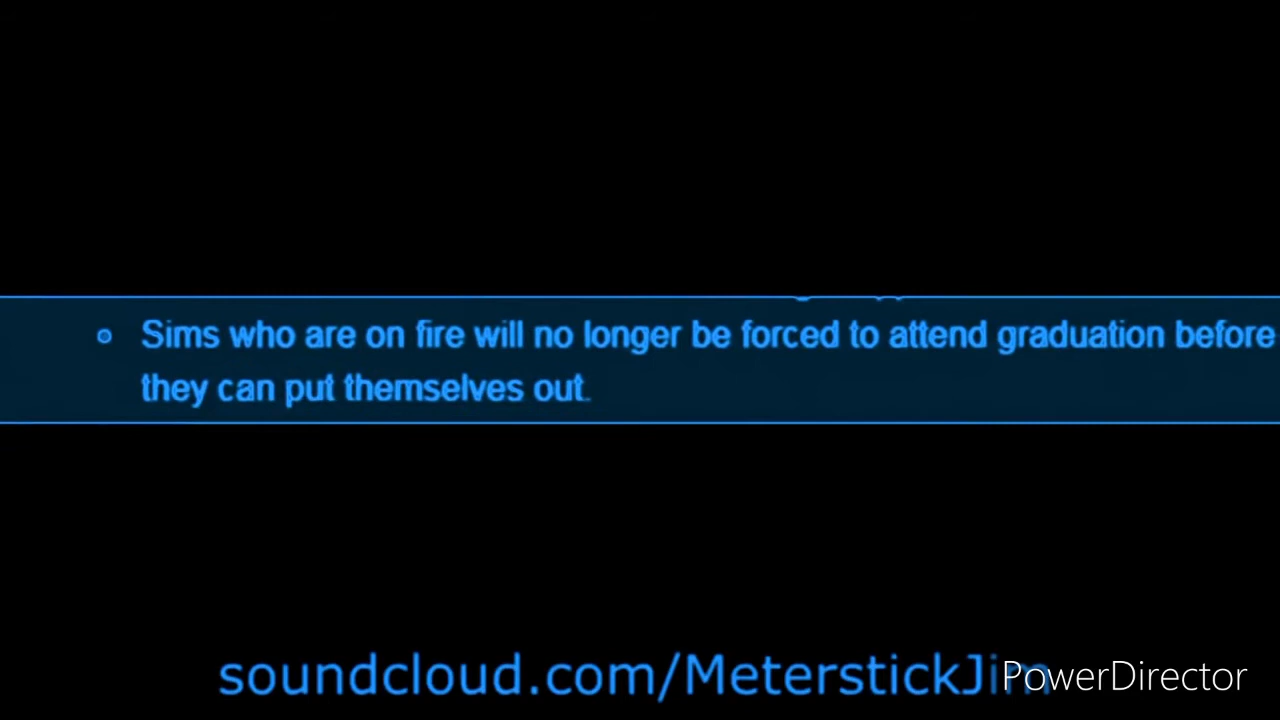 Sims who are on fire will no longer be forced to attend graduation before
they can put themselves out.
soundcloud.com/MeterstickJim
PowerDirector